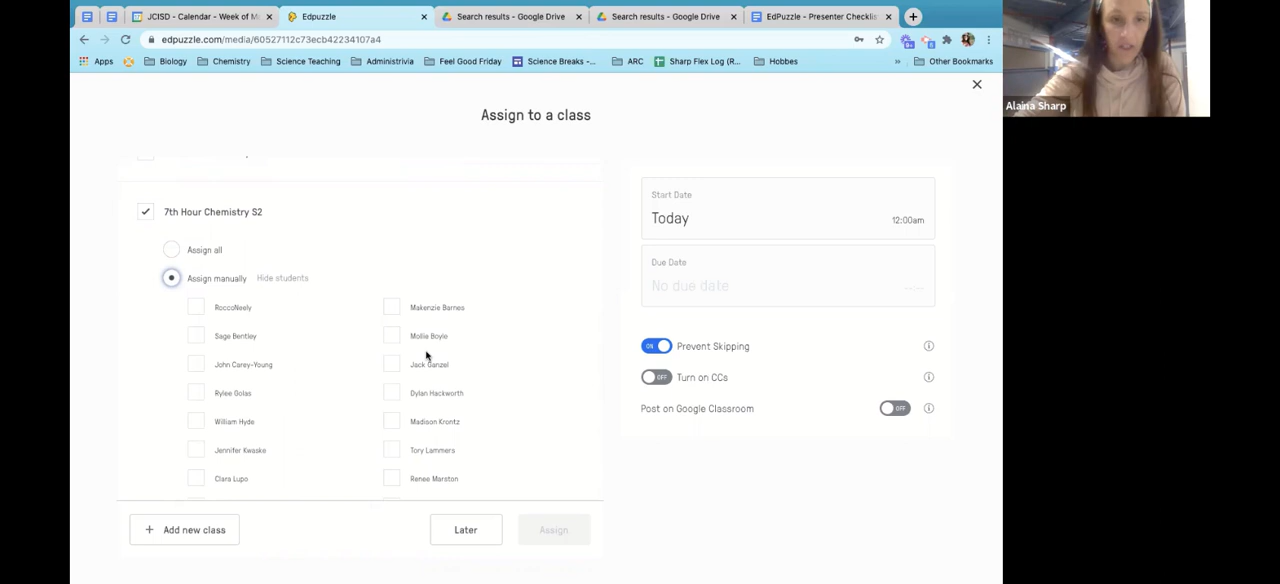 JCISD - Calendar - Week of M
Edpuzzle
Search results - Google Drive
Search results - Google Drive
EdPuzzle - Presenter Checklis
edpuzzle.com/media/60527112c73ecb42234107a4
Apps
Biology
Chemistry
Science Teaching
Administrivia
Feel Good Friday
Science Breaks -...
ARC
Sharp Flex Log (R...
Hobbes
»
Other Bookmarks
Alaina Sharp
Assign to a class
7th Hour Chemistry S2
Assign all
Assign manually Hide students
RoccoNeely
Makenzie Barnes
Sage Bentley
Mollie Boyle
John Carey-Young
Jack Ganzel
Rylee Golas
Dylan Hackworth
William Hyde
Madison Krontz
Jennifer Kwaske
Tory Lammers
Clara Lupo
Renee Marston
+ Add new class
Later
Assign
Start Date
Today 12:00am
Due Date
No due date --:--
ON Prevent Skipping
OFF Turn on CCs
Post on Google Classroom OFF